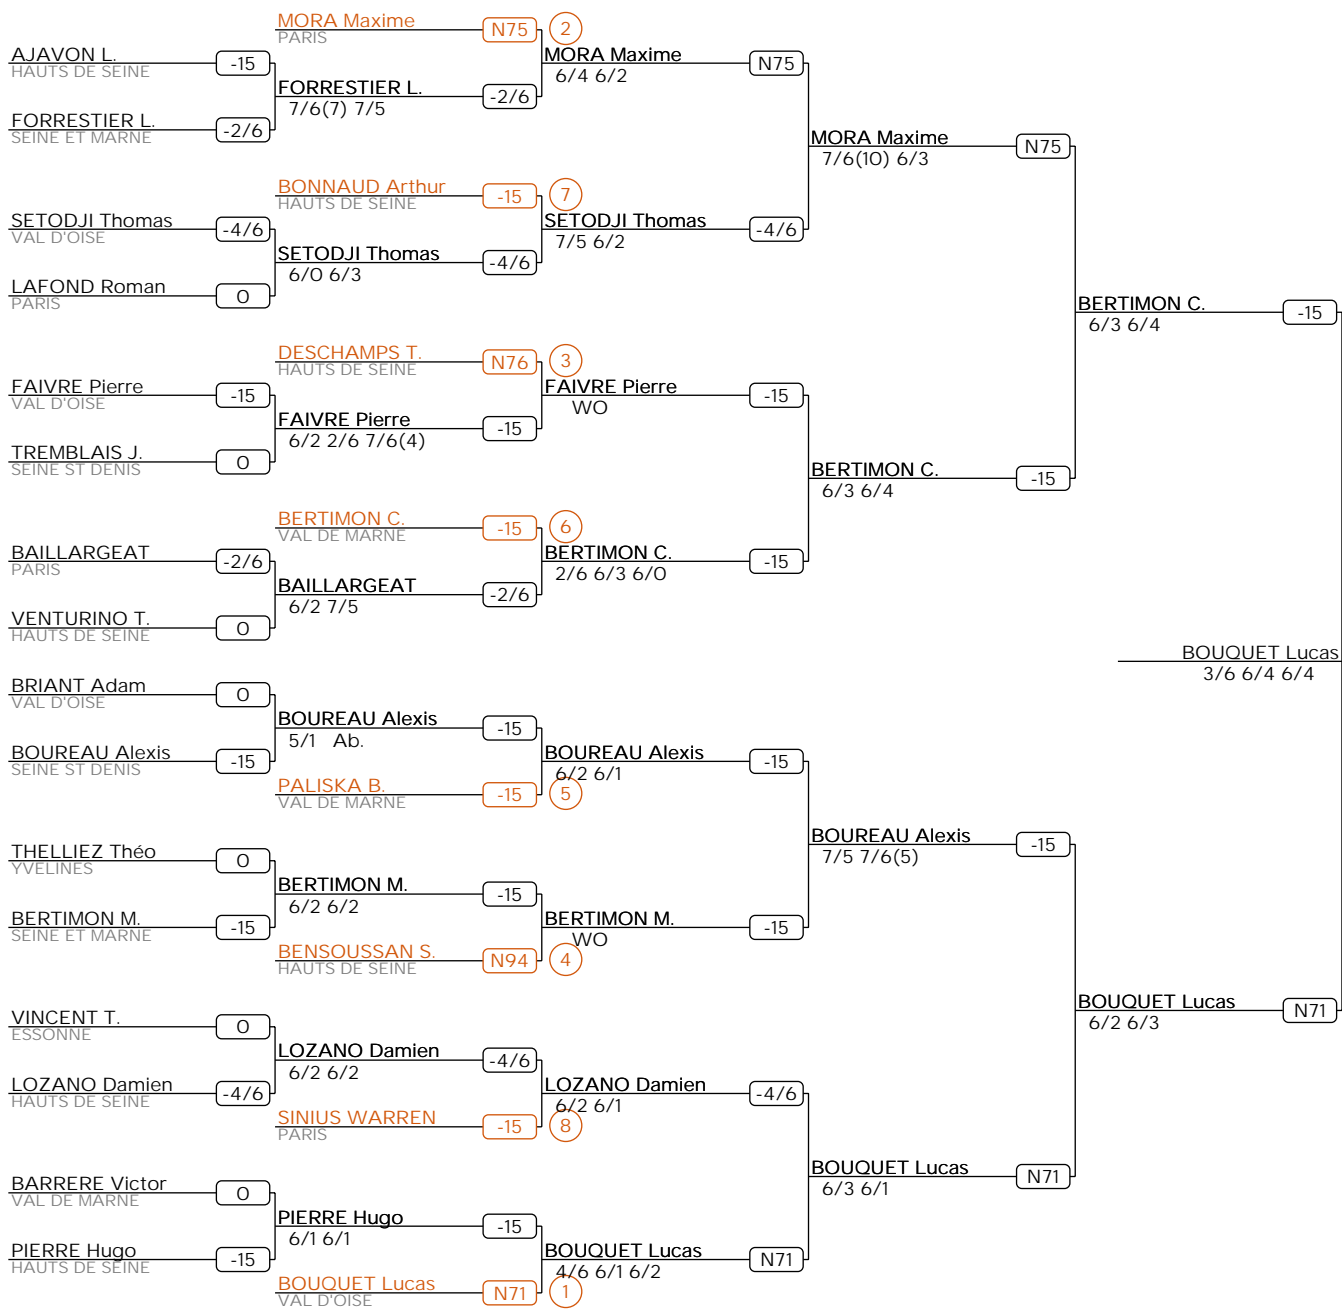 MORA Maxime N75 2
PARIS
AJAVON L. -15
HAUTS DE SEINE
MORA Maxime N75
6/4 6/2
FORRESTIER L. -2/6
7/6(7) 7/5
FORRESTIER L. -2/6
SEINE ET MARNE
MORA Maxime N75
7/6(10) 6/3
BONNAUD Arthur -15 7
HAUTS DE SEINE
SETODJI Thomas -4/6
VAL D'OISE
SETODJI Thomas -4/6
7/5 6/2
SETODJI Thomas -4/6
6/0 6/3
LAFOND Roman 0
PARIS
BERTIMON C. -15
6/3 6/4
DESCHAMPS T. N76 3
HAUTS DE SEINE
FAIVRE Pierre -15
VAL D'OISE
FAIVRE Pierre -15
WO
FAIVRE Pierre -15
6/2 2/6 7/6(4)
TREMBLAIS J. 0
SEINE ST DENIS
BERTIMON C. -15
6/3 6/4
BERTIMON C. -15 6
VAL DE MARNE
BAILLARGEAT -2/6
PARIS
BERTIMON C. -15
2/6 6/3 6/0
BAILLARGEAT -2/6
6/2 7/5
VENTURINO T. 0
HAUTS DE SEINE
BOUQUET Lucas
3/6 6/4 6/4
BRIANT Adam 0
VAL D'OISE
BOUREAU Alexis -15
5/1 Ab.
BOUREAU Alexis -15
SEINE ST DENIS
BOUREAU Alexis -15
6/2 6/1
PALISKA B. -15 5
VAL DE MARNE
BOUREAU Alexis -15
7/5 7/6(5)
THELLIEZ Théo 0
YVELINES
BERTIMON M. -15
6/2 6/2
BERTIMON M. -15
SEINE ET MARNE
BERTIMON M. -15
WO
BENSOUSSAN S. N94 4
HAUTS DE SEINE
BOUQUET Lucas N71
6/2 6/3
VINCENT T. 0
ESSONNE
LOZANO Damien -4/6
6/2 6/2
LOZANO Damien -4/6
HAUTS DE SEINE
LOZANO Damien -4/6
6/2 6/1
SINIUS WARREN -15 8
PARIS
BOUQUET Lucas N71
6/3 6/1
BARRERE Victor 0
VAL DE MARNE
PIERRE Hugo -15
6/1 6/1
PIERRE Hugo -15
HAUTS DE SEINE
BOUQUET Lucas N71
4/6 6/1 6/2
BOUQUET Lucas N71 1
VAL D'OISE